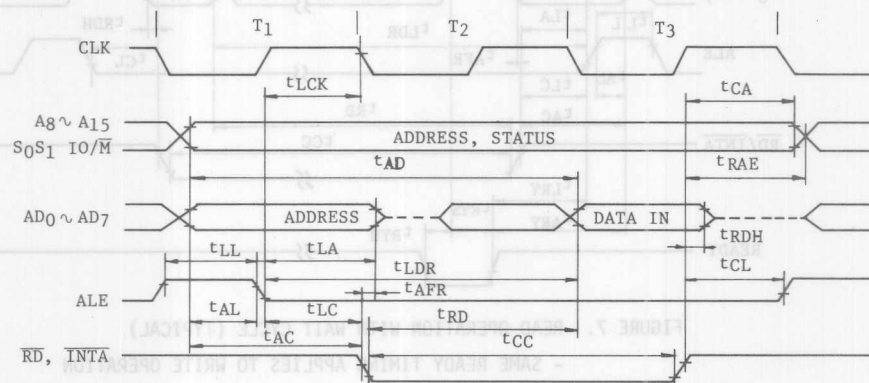 T1 T2 T3
CLK
tLCK
tCA
A8 ~ A15
S0S1 IO/M̅
ADDRESS, STATUS
tAD
tRAE
AD0 ~ AD7
ADDRESS
DATA IN
tRDH
tLL
tLA
tLDR
tCL
ALE
tAFR
tAL
tLC
tRD
tAC
tCC
R̅D̅, I̅N̅T̅A̅
FIGURE 7. READ OPERATION WITH WAIT CYCLE (TYPICAL)
- SAME READY TIMING APPLIES TO WRITE OPERATION